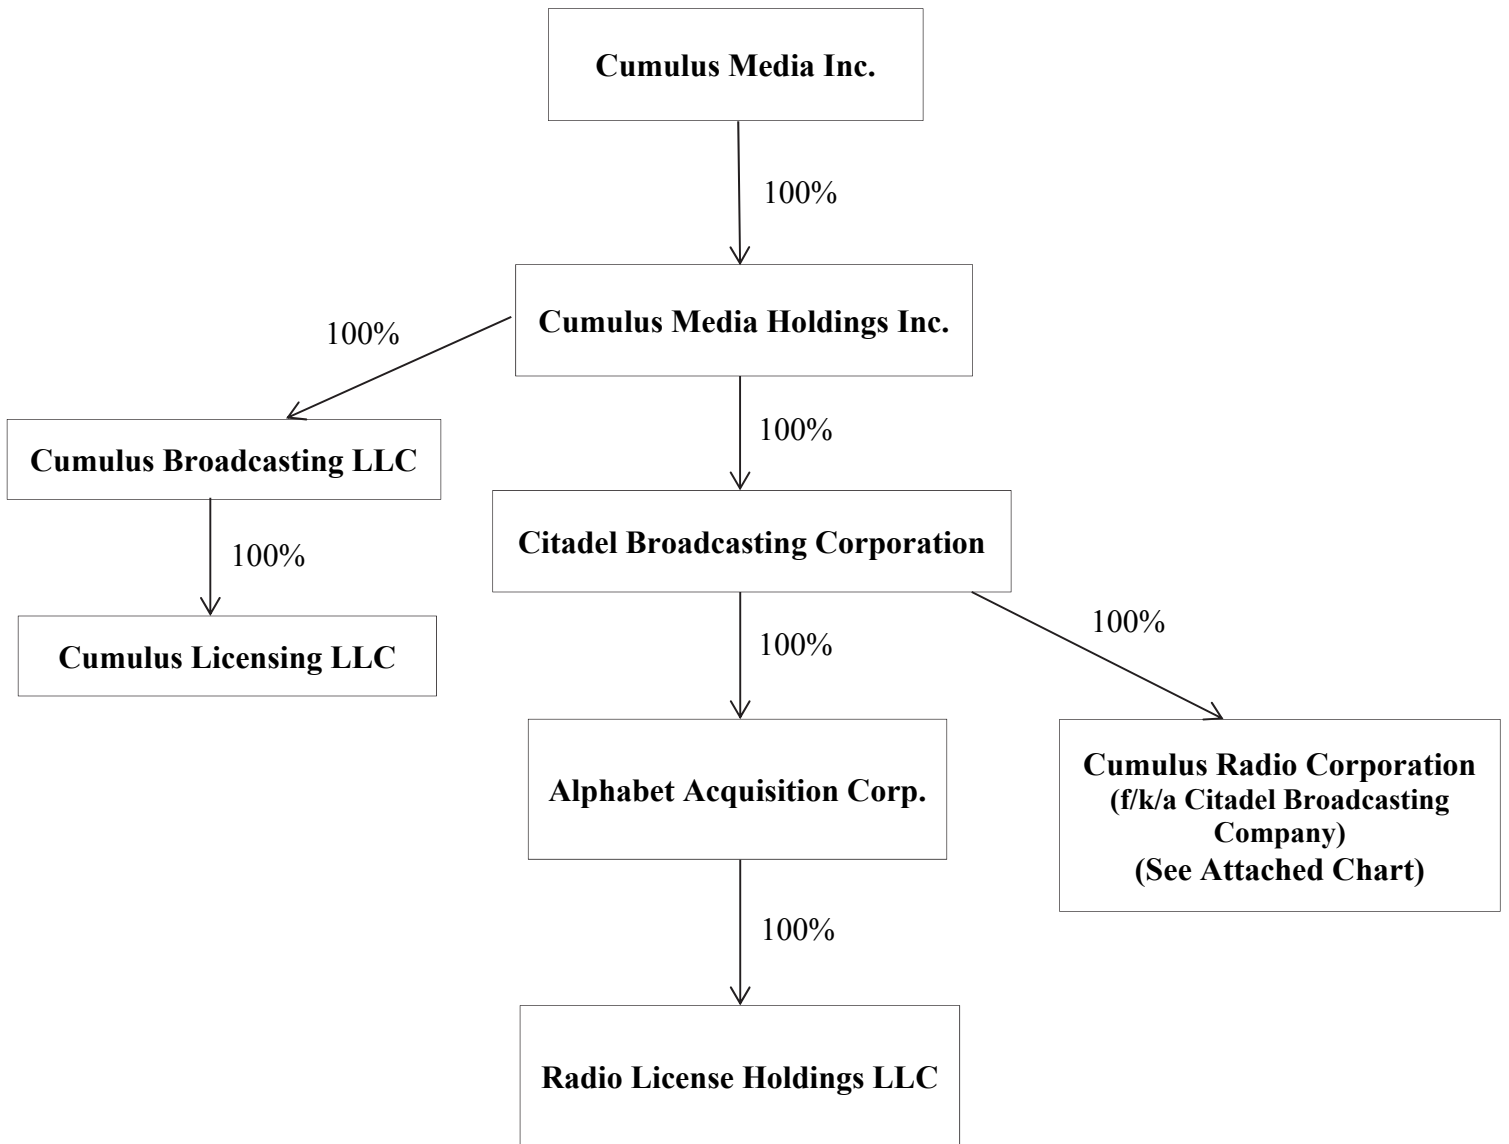 Cumulus Media Inc.
100%
Cumulus Media Holdings Inc.
100%
100%
Cumulus Broadcasting LLC
Citadel Broadcasting Corporation
100%
100%
100%
Cumulus Licensing LLC
Alphabet Acquisition Corp.
Cumulus Radio Corporation
(f/k/a Citadel Broadcasting
Company)
(See Attached Chart)
100%
Radio License Holdings LLC